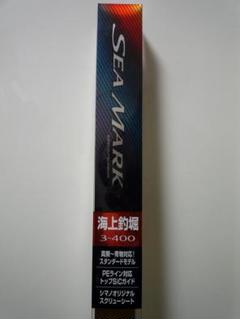 SEA MARK
海上釣堀
3-400
真鯛~青物対応!
スタンダードモデル
PEライン対応
トップSiCガイド
シマノオリジナル
スクリューシート